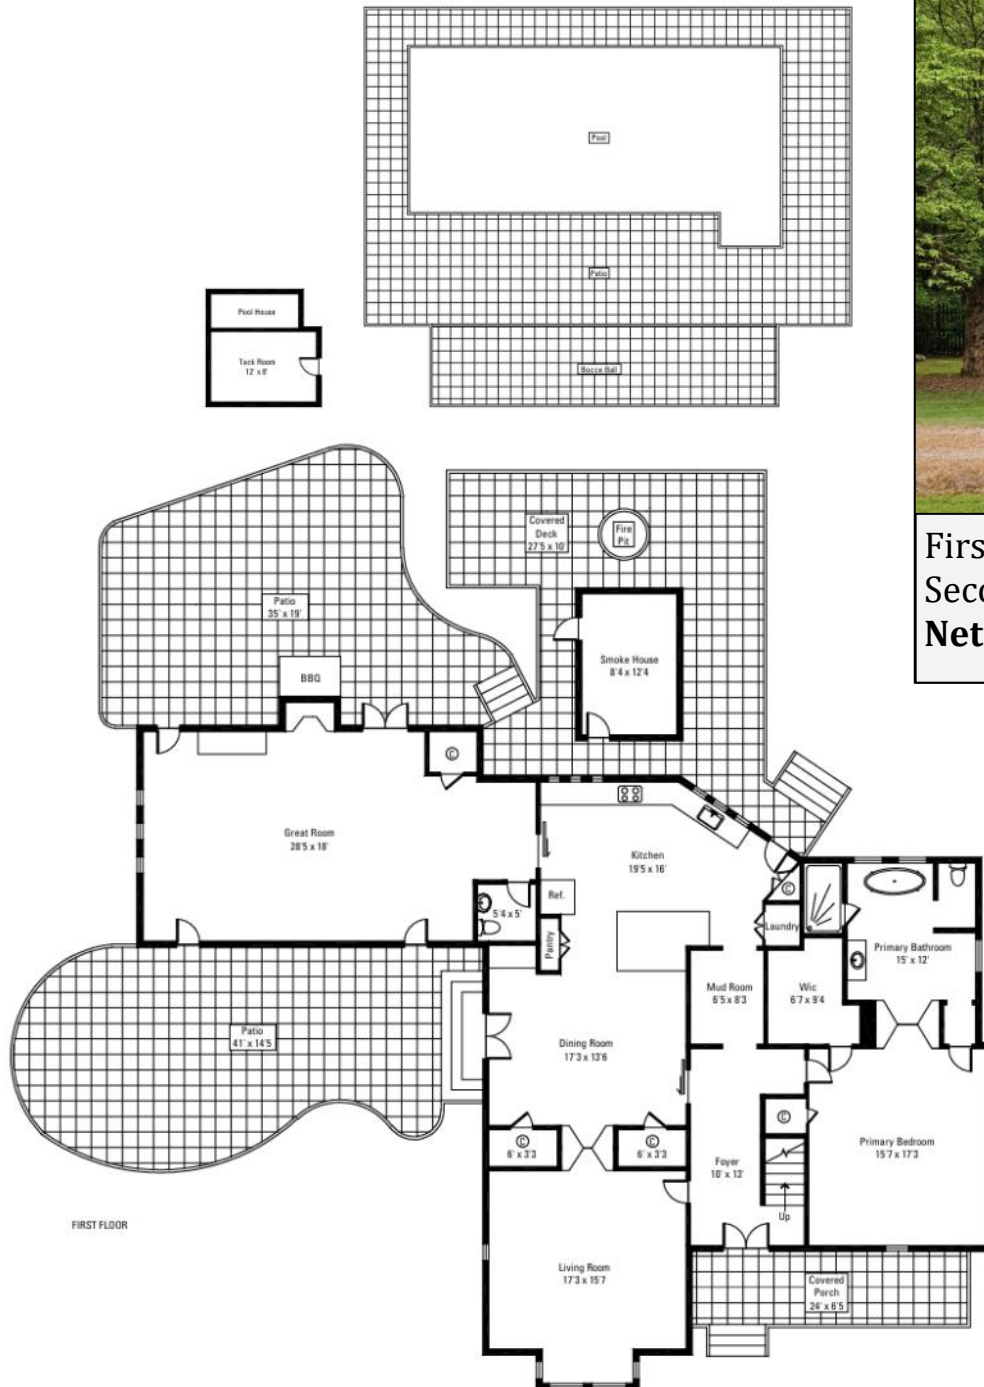 Pool
Patio
Bocce Ball
Pool House
Tack Room
12' x 8'
Firs
Seco
Net
Covered
Deck
27'5 x 10'
Fire
Pit
Patio
35' x 19'
BBQ
Smoke House
8'4 x 12'4
C
Great Room
28'5 x 18'
Kitchen
19'5 x 16'
C
Ref.
5'4 x 5'
Pantry
Laundry
Primary Bathroom
15' x 12'
Mud Room
6'5 x 8'3
Wic
6'7 x 9'4
Patio
41' x 14'5
Dining Room
17'3 x 13'6
C
6' x 3'3
C
6' x 3'3
C
Foyer
10' x 13'
Primary Bedroom
15'7 x 17'3
Up
FIRST FLOOR
Living Room
17'3 x 15'7
Covered
Porch
24' x 6'5